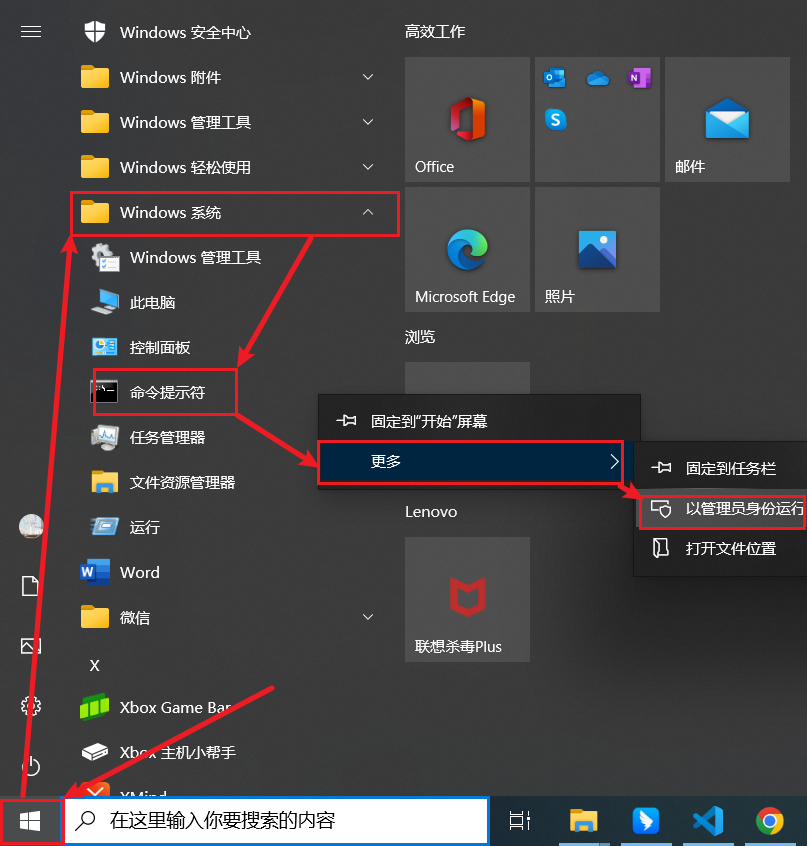 Windows 安全中心
Windows 附件
Windows 管理工具
Windows 轻松使用
Windows 系统
Windows 管理工具
此电脑
控制面板
命令提示符
任务管理器
文件资源管理器
运行
Word
微信
X
Xbox Game Bar
Xbox 主机小帮手
XMind
高效工作
Office
邮件
Microsoft Edge
照片
浏览
固定到“开始”屏幕
更多
固定到任务栏
以管理员身份运行
打开文件位置
Lenovo
联想杀毒Plus
在这里输入你要搜索的内容